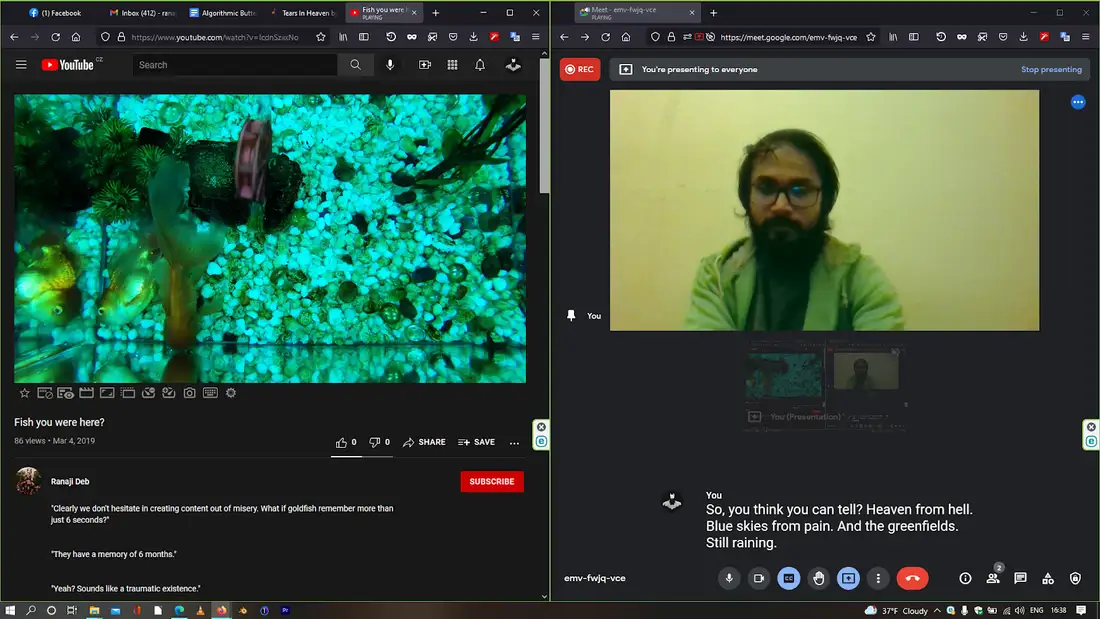 Facebook
Inbox (412) - rana
Algorithmic Butt
Tears In Heaven b
Fish you were h
PLAYING
Meet - emv-fwjq-vce
PLAYING
https://www.youtube.com/watch?v=
https://meet.google.com/emv-fwjq-vce
YouTube CZ
Search
REC
You're presenting to everyone
Stop presenting
You
You (Presentation)
Fish you were here?
86 views • Mar 4, 2019
0
0
SHARE
SAVE
Ranaji Deb
SUBSCRIBE
"Clearly we don't hesitate in creating content out of misery. What if goldfish remember more than
just 6 seconds?"
"They have a memory of 6 months."
"Yeah? Sounds like a traumatic existence."
You
So, you think you can tell? Heaven from hell.
Blue skies from pain. And the greenfields.
Still raining.
emv-fwjq-vce
CC
2
37°F Cloudy
ENG
16:38